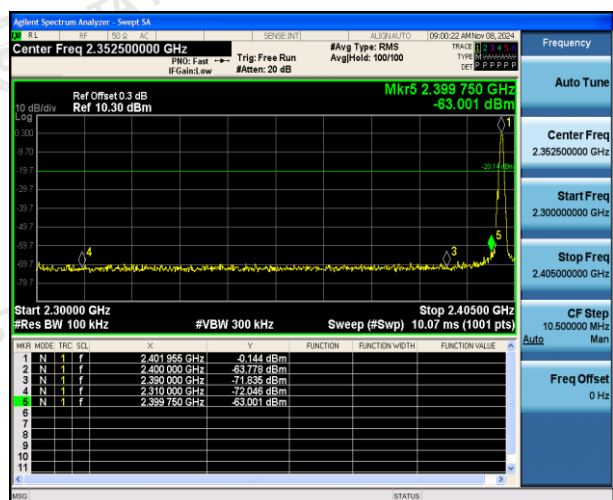 Agilent Spectrum Analyzer - Swept SA
RL RF 50 Ω AC SENSE:INT ALIGNAUTO 09:00:22 AM Nov 08, 2024
Center Freq 2.352500000 GHz
PNO: Fast
IFGain:Low
Trig: Free Run
#Atten: 20 dB
#Avg Type: RMS
Avg|Hold: 100/100
TRACE 1 2 3 4 5 6
TYPE M
DET P P P P P P
Ref Offset 0.3 dB
10 dB/div Ref 10.30 dBm
Log
Mkr5 2.399 750 GHz
-63.001 dBm
0.300
-9.70
-19.7
-29.7
-39.7
-49.7
-59.7
-69.7
-79.7
1
-20.14 dBm
4
3
5
Start 2.30000 GHz Stop 2.40500 GHz
#Res BW 100 kHz #VBW 300 kHz Sweep (#Swp) 10.07 ms (1001 pts)
MKR MODE TRC SCL X Y FUNCTION FUNCTION WIDTH FUNCTION VALUE
1 N 1 f 2.401 955 GHz -0.144 dBm
2 N 1 f 2.400 000 GHz -63.778 dBm
3 N 1 f 2.390 000 GHz -71.835 dBm
4 N 1 f 2.310 000 GHz -72.046 dBm
5 N 1 f 2.399 750 GHz -63.001 dBm
6
7
8
9
10
11
MSG STATUS
Frequency
Auto Tune
Center Freq
2.352500000 GHz
Start Freq
2.300000000 GHz
Stop Freq
2.405000000 GHz
CF Step
10.500000 MHz
Auto Man
Freq Offset
0 Hz